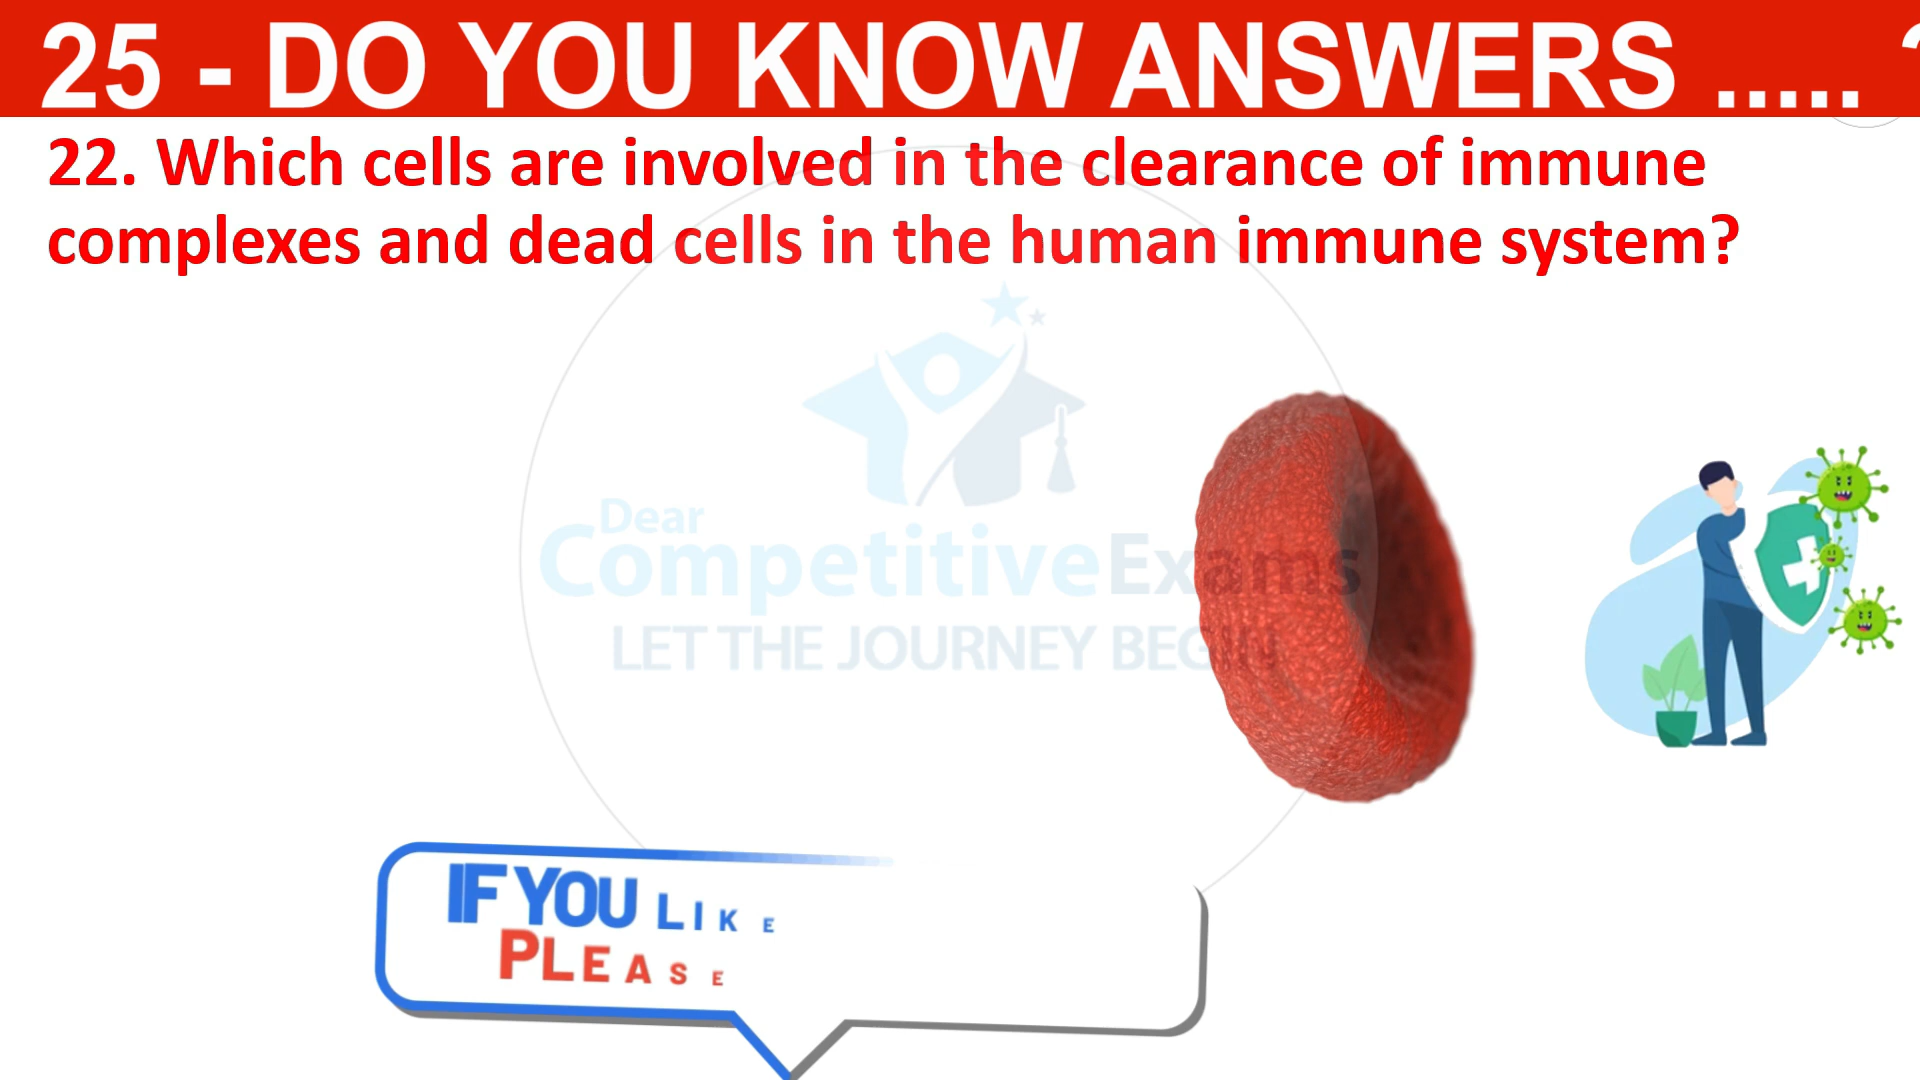 25 - DO YOU KNOW ANSWERS ..... ?
22. Which cells are involved in the clearance of immune
complexes and dead cells in the human immune system?
Dear
CompetitiveExams
LET THE JOURNEY BEGIN
IF YOU LIKE
PLEASE